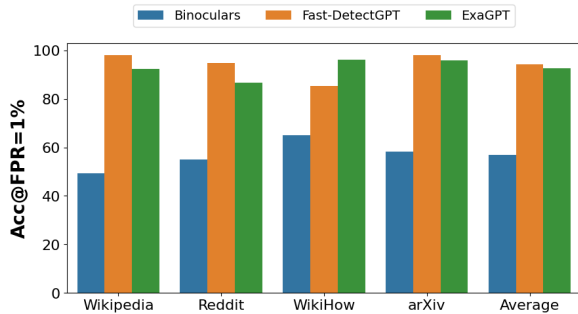 Binoculars Fast-DetectGPT ExaGPT
Acc@FPR=1%
100
80
60
40
20
0
Wikipedia Reddit WikiHow arXiv Average